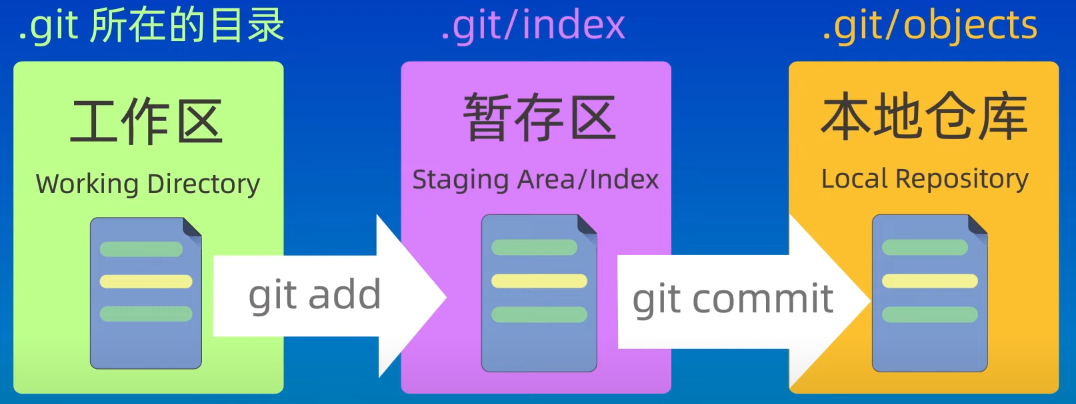 .git 所在的目录
.git/index
.git/objects
工作区
暂存区
本地仓库
Working Directory
Staging Area/Index
Local Repository
git add
git commit